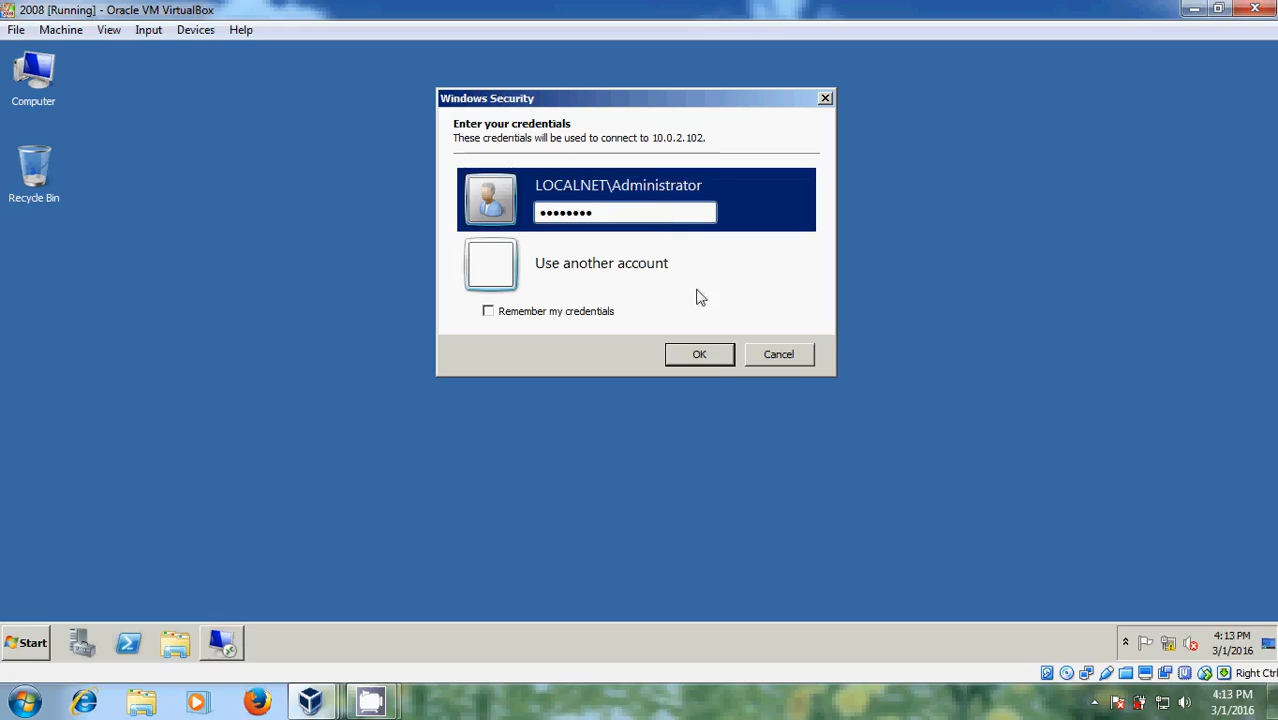 2008 [Running] - Oracle VM VirtualBox
File Machine View Input Devices Help
Computer
Recycle Bin
Windows Security
Enter your credentials
These credentials will be used to connect to 10.0.2.102.
LOCALNET\Administrator
••••••••
Use another account
Remember my credentials
OK Cancel
Start
4:13 PM
3/1/2016
Right Ctrl
4:13 PM
3/1/2016